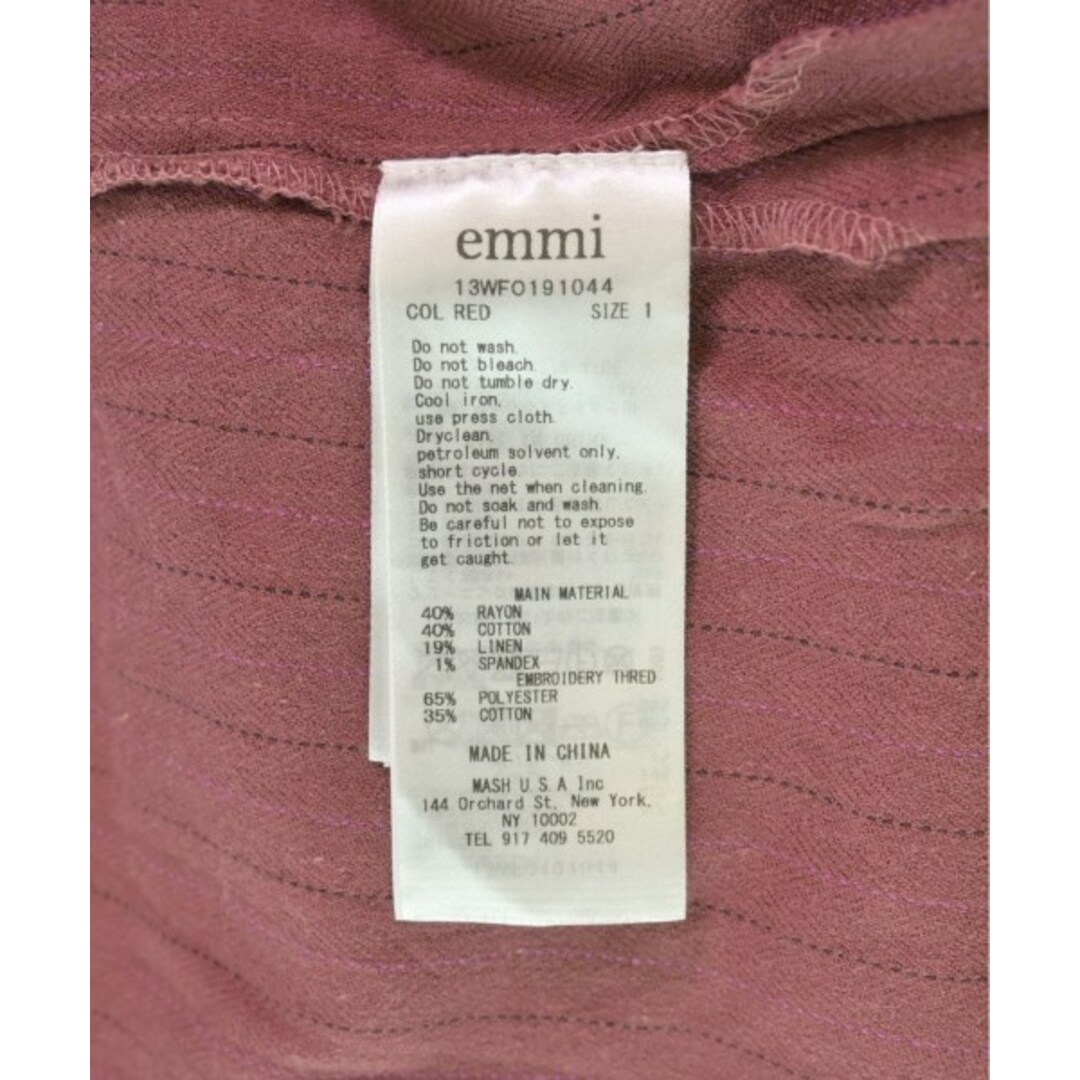 emmi
13WFO191044
COL RED SIZE 1
Do not wash.
Do not bleach.
Do not tumble dry.
Cool iron,
use press cloth.
Dryclean,
petroleum solvent only,
short cycle.
Use the net when cleaning.
Do not soak and wash.
Be careful not to expose
to friction or let it
get caught.
MAIN MATERIAL
40% RAYON
40% COTTON
19% LINEN
1% SPANDEX
EMBROIDERY THRED
65% POLYESTER
35% COTTON
MADE IN CHINA
MASH U.S.A Inc
144 Orchard St, New York,
NY 10002
TEL 917 409 5520